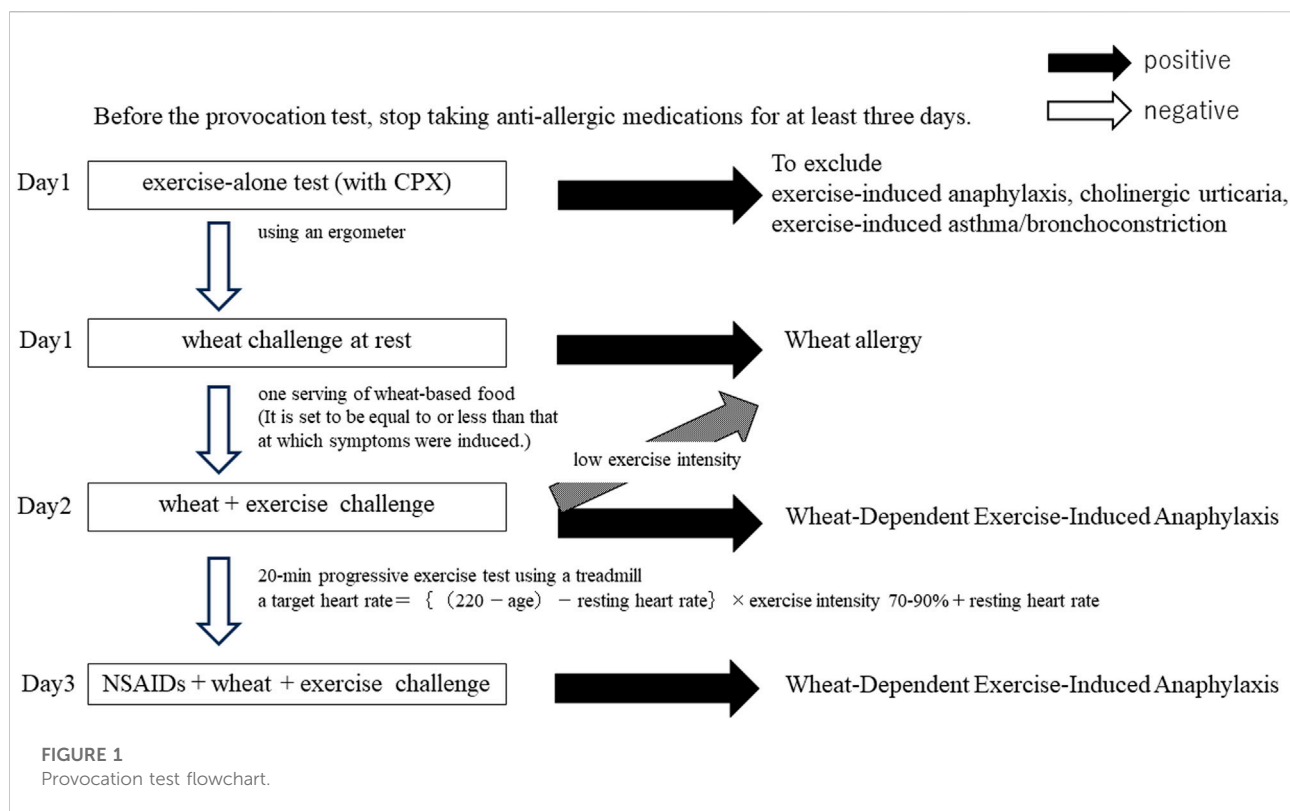 positive
negative
Before the provocation test, stop taking anti-allergic medications for at least three days.
Day1
exercise-alone test (with CPX)
To exclude
exercise-induced anaphylaxis, cholinergic urticaria,
exercise-induced asthma/bronchoconstriction
using an ergometer
Day1
wheat challenge at rest
Wheat allergy
one serving of wheat-based food
(It is set to be equal to or less than that
at which symptoms were induced.)
low exercise intensity
Day2
wheat + exercise challenge
Wheat-Dependent Exercise-Induced Anaphylaxis
20-min progressive exercise test using a treadmill
a target heart rate= { (220 - age) - resting heart rate} × exercise intensity 70-90% + resting heart rate
Day3
NSAIDs + wheat + exercise challenge
Wheat-Dependent Exercise-Induced Anaphylaxis
FIGURE 1
Provocation test flowchart.